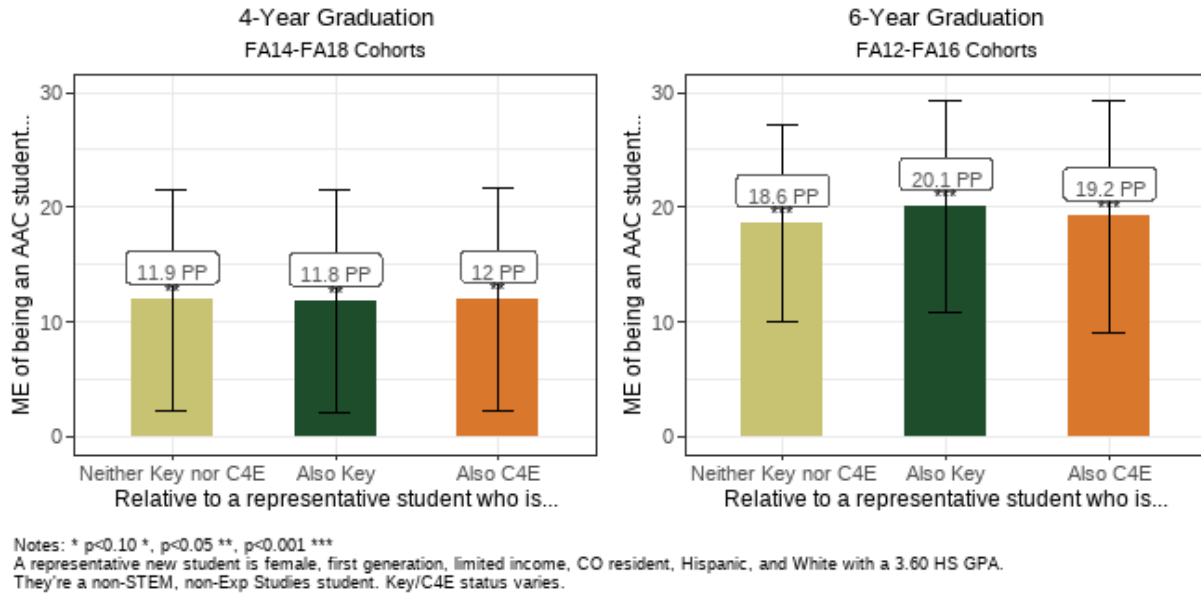 4-Year Graduation
FA14-FA18 Cohorts
ME of being an AAC student...
30
20
10
0
11.9 PP
**
11.8 PP
**
12 PP
**
Neither Key nor C4E
Also Key
Also C4E
Relative to a representative student who is...
6-Year Graduation
FA12-FA16 Cohorts
ME of being an AAC student...
30
20
10
0
18.6 PP
***
20.1 PP
***
19.2 PP
***
Neither Key nor C4E
Also Key
Also C4E
Relative to a representative student who is...
Notes: * p<0.10 *, p<0.05 **, p<0.001 ***
A representative new student is female, first generation, limited income, CO resident, Hispanic, and White with a 3.60 HS GPA.
They're a non-STEM, non-Exp Studies student. Key/C4E status varies.